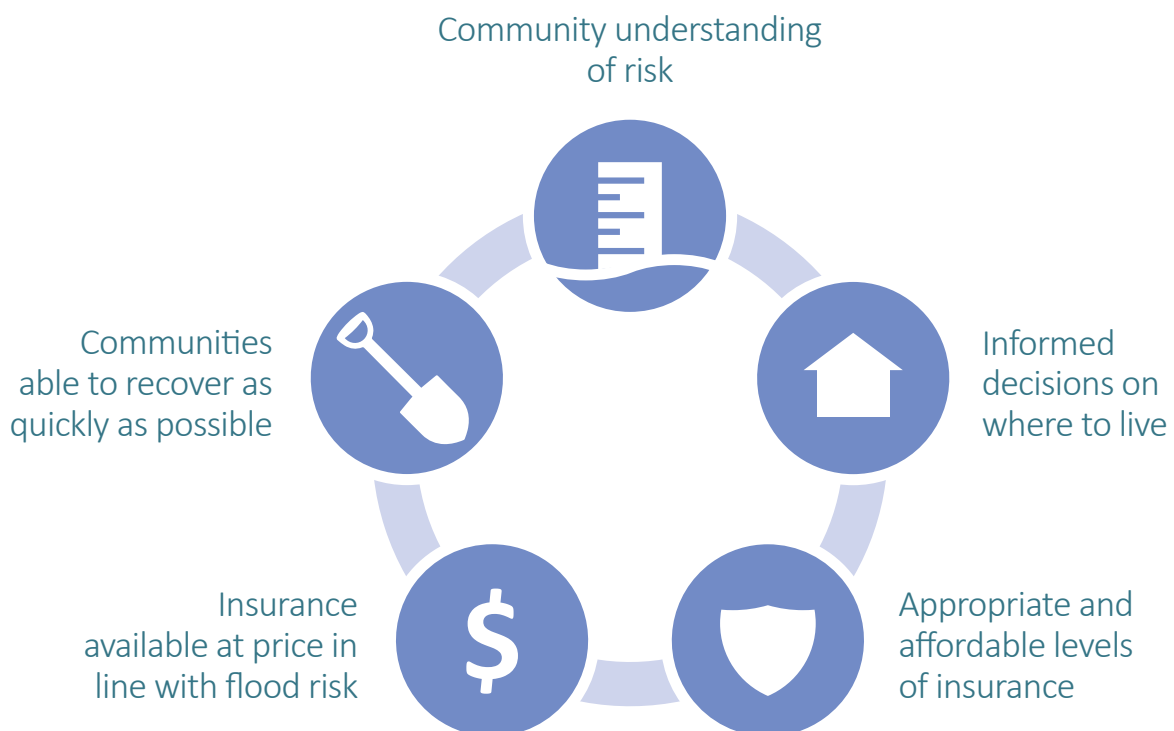 Community understanding
of risk
Informed
decisions on
where to live
Appropriate and
affordable levels
of insurance
$
Insurance
available at price in
line with flood risk
Communities
able to recover as
quickly as possible